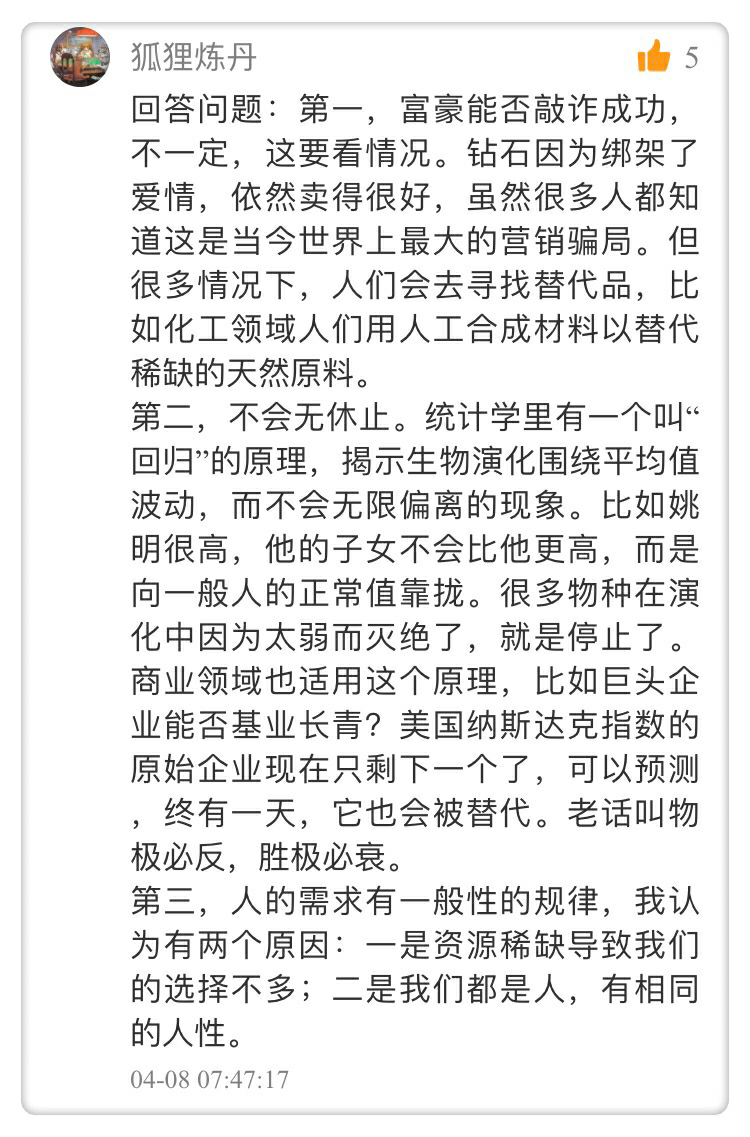 狐狸炼丹
5
回答问题：第一，富豪能否敲诈成功，
不一定，这要看情况。钻石因为绑架了
爱情，依然卖得很好，虽然很多人都知
道这是当今世界上最大的营销骗局。但
很多情况下，人们会去寻找替代品，比
如化工领域人们用人工合成材料以替代
稀缺的天然原料。
第二，不会无休止。统计学里有一个叫“
回归”的原理，揭示生物演化围绕平均值
波动，而不会无限偏离的现象。比如姚
明很高，他的子女不会比他更高，而是
向一般人的正常值靠拢。很多物种在演
化中因为太弱而灭绝了，就是停止了。
商业领域也适用这个原理，比如巨头企
业能否基业长青？美国纳斯达克指数的
原始企业现在只剩下一个了，可以预测
，终有一天，它也会被替代。老话叫物
极必反，胜极必衰。
第三，人的需求有一般性的规律，我认
为有两个原因：一是资源稀缺导致我们
的选择不多；二是我们都是人，有相同
的人性。
04-08 07:47:17